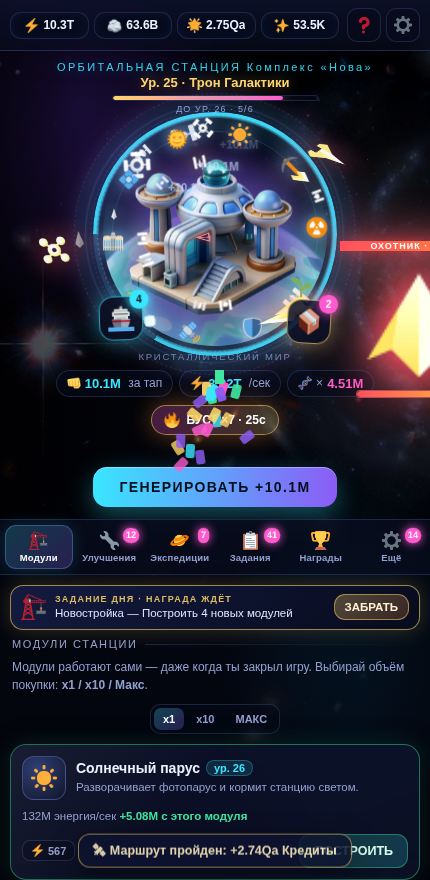 10.3T 63.6B 2.75Qa 53.5K
ОРБИТАЛЬНАЯ СТАНЦИЯ Комплекс «Нова»
Ур. 25 · Трон Галактики
ДО УР. 26 · 5/6
+10.1M
ОХОТНИК ·
4
2
КРИСТАЛЛИЧЕСКИЙ МИР
10.1M за тап
/сек
× 4.51M
· 25с
ГЕНЕРИРОВАТЬ +10.1M
Модули
Улучшения 12
Экспедиции 7
Задания 41
Награды
Ещё 14
ЗАДАНИЕ ДНЯ · НАГРАДА ЖДЁТ
Новостройка — Построить 4 новых модулей
ЗАБРАТЬ
МОДУЛИ СТАНЦИИ
Модули работают сами — даже когда ты закрыл игру. Выбирай объём
покупки: x1 / x10 / Макс.
x1 x10 МАКС
Солнечный парус ур. 26
Разворачивает фотопарус и кормит станцию светом.
132M энергия/сек +5.08M с этого модуля
567
Маршрут пройден: +2.74Qa Кредиты